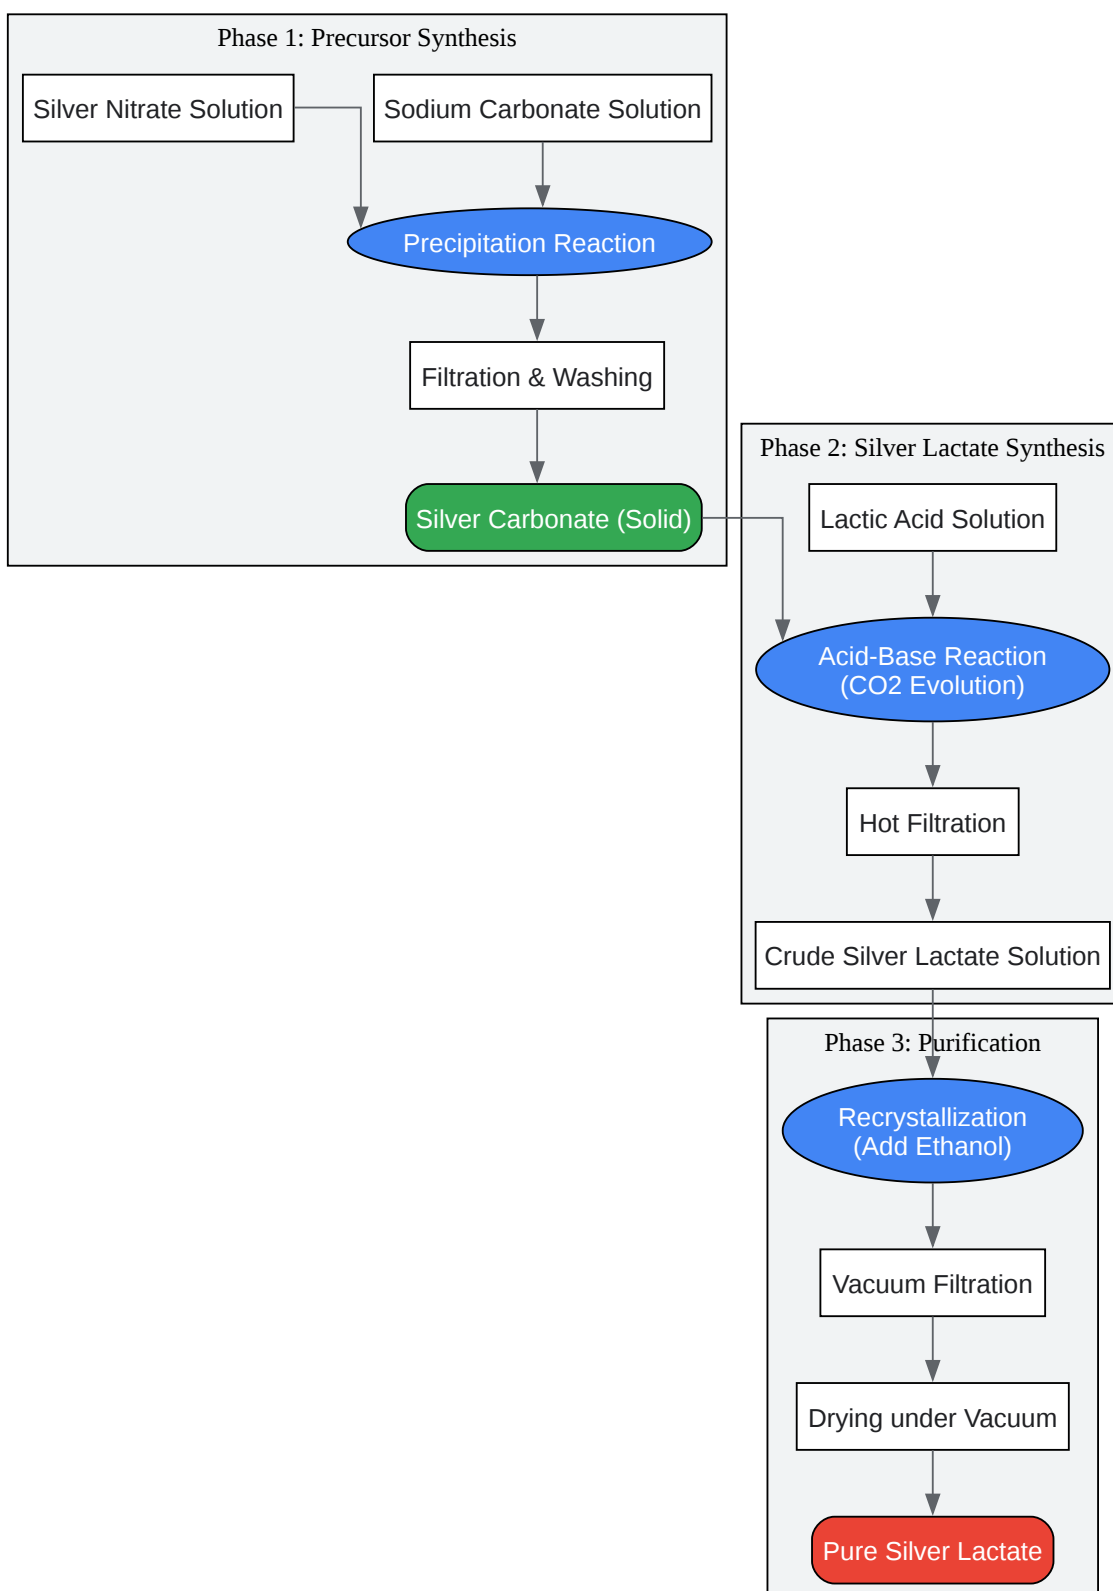 Phase 1: Precursor Synthesis
Silver Nitrate Solution
Sodium Carbonate Solution
Precipitation Reaction
Filtration & Washing
Silver Carbonate (Solid)
Phase 2: Silver Lactate Synthesis
Lactic Acid Solution
Acid-Base Reaction
(CO2 Evolution)
Hot Filtration
Crude Silver Lactate Solution
Phase 3: Purification
Recrystallization
(Add Ethanol)
Vacuum Filtration
Drying under Vacuum
Pure Silver Lactate